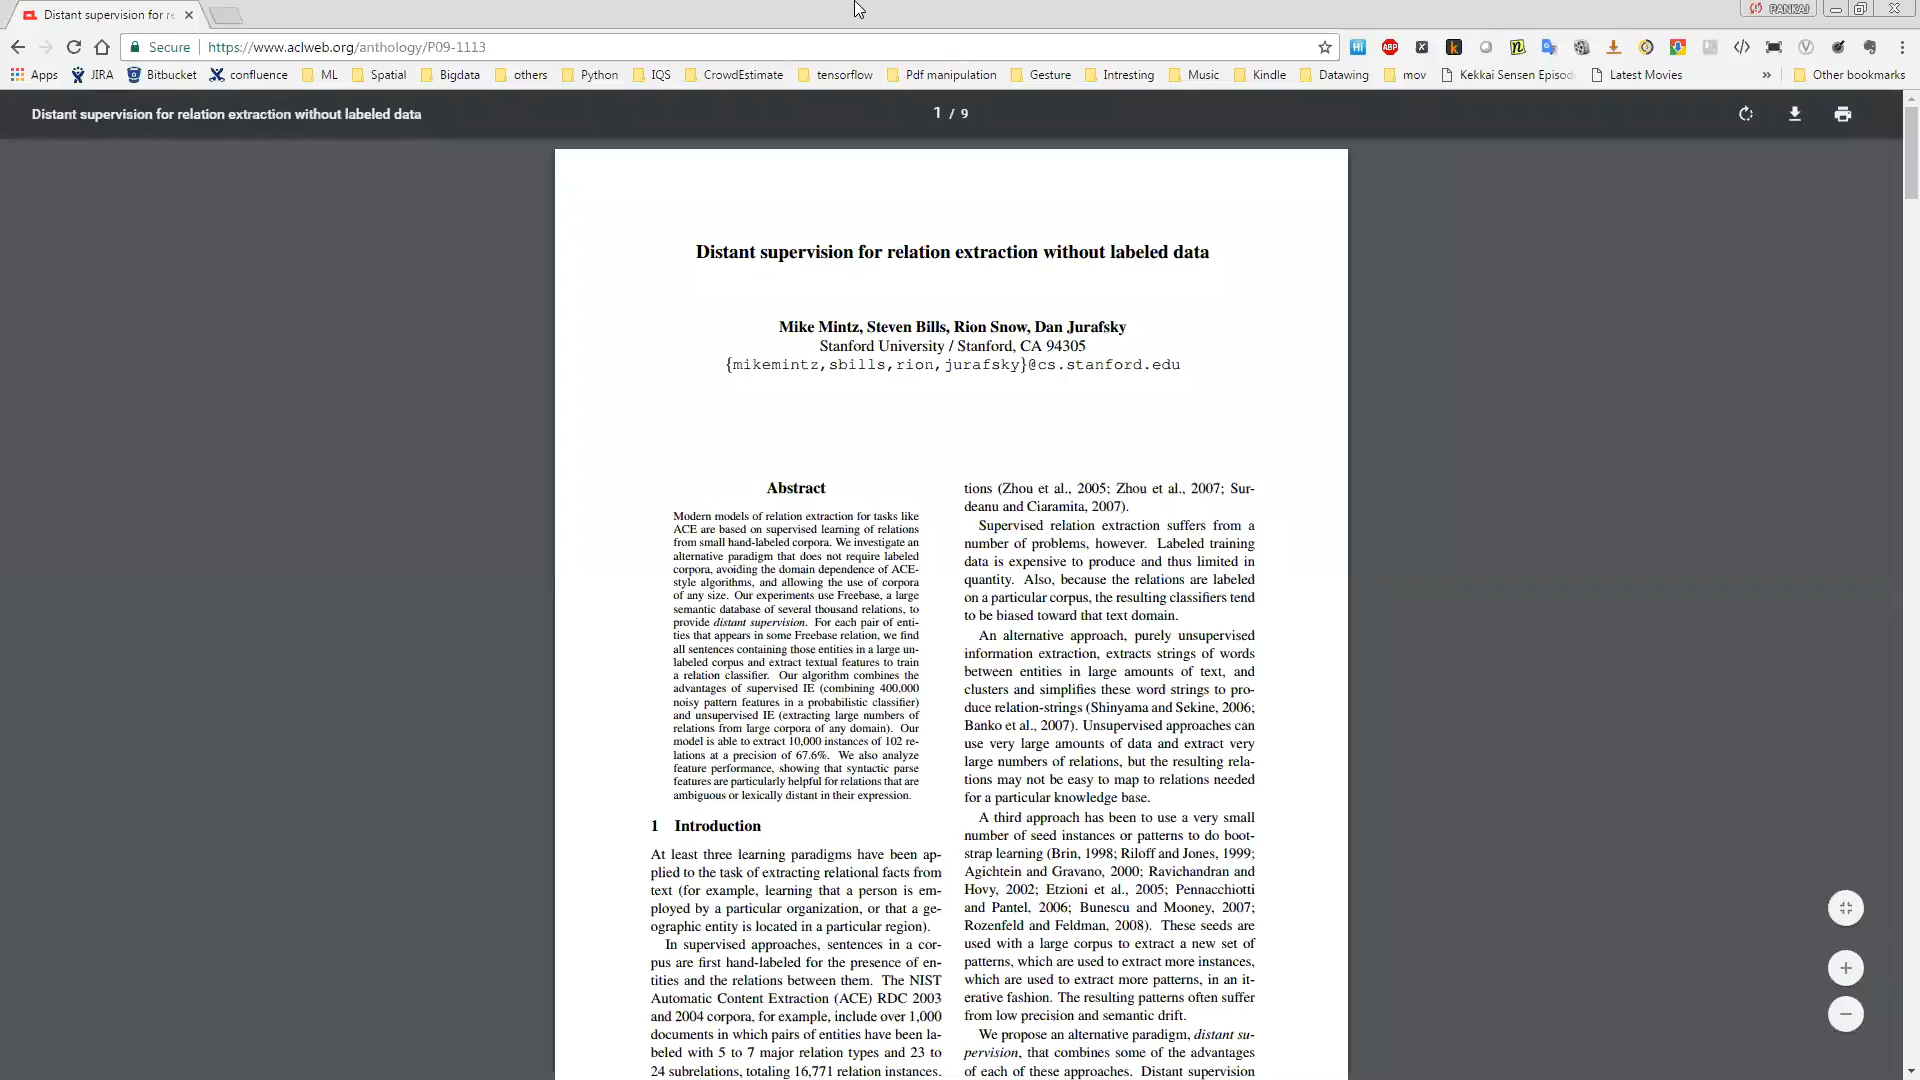 Distant supervision for re
PANKAJ
Secure
https://www.aclweb.org/anthology/P09-1113
Apps
JIRA
Bitbucket
confluence
ML
Spatial
Bigdata
others
Python
IQS
CrowdEstimate
tensorflow
Pdf manipulation
Gesture
Intresting
Music
Kindle
Datawing
mov
Kekkai Sensen Episod
Latest Movies
»
Other bookmarks
Distant supervision for relation extraction without labeled data
1 / 9
Distant supervision for relation extraction without labeled data
Mike Mintz, Steven Bills, Rion Snow, Dan Jurafsky
Stanford University / Stanford, CA 94305
{mikemintz,sbills,rion,jurafsky}@cs.stanford.edu
Abstract
Modern models of relation extraction for tasks like
ACE are based on supervised learning of relations
from small hand-labeled corpora. We investigate an
alternative paradigm that does not require labeled
corpora, avoiding the domain dependence of ACE-
style algorithms, and allowing the use of corpora
of any size. Our experiments use Freebase, a large
semantic database of several thousand relations, to
provide distant supervision. For each pair of enti-
ties that appears in some Freebase relation, we find
all sentences containing those entities in a large un-
labeled corpus and extract textual features to train
a relation classifier. Our algorithm combines the
advantages of supervised IE (combining 400,000
noisy pattern features in a probabilistic classifier)
and unsupervised IE (extracting large numbers of
relations from large corpora of any domain). Our
model is able to extract 10,000 instances of 102 re-
lations at a precision of 67.6%. We also analyze
feature performance, showing that syntactic parse
features are particularly helpful for relations that are
ambiguous or lexically distant in their expression.
1 Introduction
At least three learning paradigms have been ap-
plied to the task of extracting relational facts from
text (for example, learning that a person is em-
ployed by a particular organization, or that a ge-
ographic entity is located in a particular region).
In supervised approaches, sentences in a cor-
pus are first hand-labeled for the presence of en-
tities and the relations between them. The NIST
Automatic Content Extraction (ACE) RDC 2003
and 2004 corpora, for example, include over 1,000
documents in which pairs of entities have been la-
beled with 5 to 7 major relation types and 23 to
24 subrelations, totaling 16,771 relation instances.
tions (Zhou et al., 2005; Zhou et al., 2007; Sur-
deanu and Ciaramita, 2007).
Supervised relation extraction suffers from a
number of problems, however. Labeled training
data is expensive to produce and thus limited in
quantity. Also, because the relations are labeled
on a particular corpus, the resulting classifiers tend
to be biased toward that text domain.
An alternative approach, purely unsupervised
information extraction, extracts strings of words
between entities in large amounts of text, and
clusters and simplifies these word strings to pro-
duce relation-strings (Shinyama and Sekine, 2006;
Banko et al., 2007). Unsupervised approaches can
use very large amounts of data and extract very
large numbers of relations, but the resulting rela-
tions may not be easy to map to relations needed
for a particular knowledge base.
A third approach has been to use a very small
number of seed instances or patterns to do boot-
strap learning (Brin, 1998; Riloff and Jones, 1999;
Agichtein and Gravano, 2000; Ravichandran and
Hovy, 2002; Etzioni et al., 2005; Pennacchiotti
and Pantel, 2006; Bunescu and Mooney, 2007;
Rozenfeld and Feldman, 2008). These seeds are
used with a large corpus to extract a new set of
patterns, which are used to extract more instances,
which are used to extract more patterns, in an it-
erative fashion. The resulting patterns often suffer
from low precision and semantic drift.
We propose an alternative paradigm, distant su-
pervision, that combines some of the advantages
of each of these approaches. Distant supervision